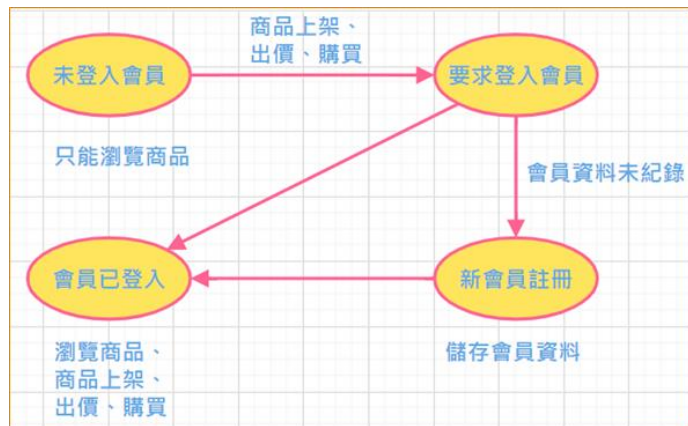 商品上架、
出價、購買
未登入會員
要求登入會員
只能瀏覽商品
會員資料未紀錄
會員已登入
新會員註冊
瀏覽商品、
商品上架、
出價、購買
儲存會員資料